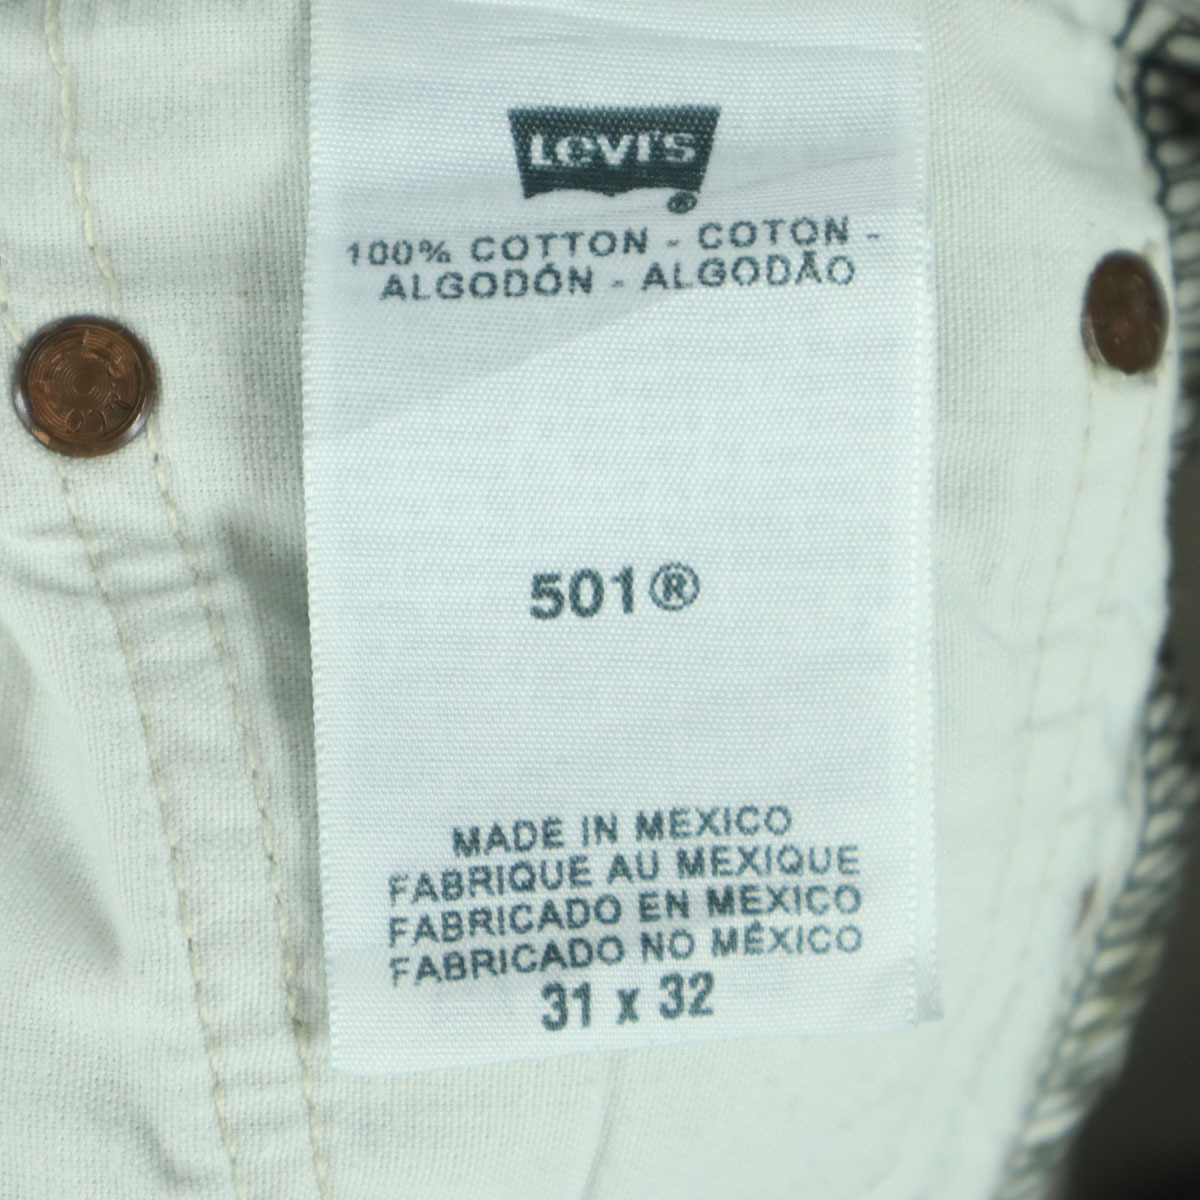 Levi's
®
100% COTTON - COTON -
ALGODÓN - ALGODÃO
501®
MADE IN MEXICO
FABRIQUE AU MEXIQUE
FABRICADO EN MEXICO
FABRICADO NO MÉXICO
31 x 32